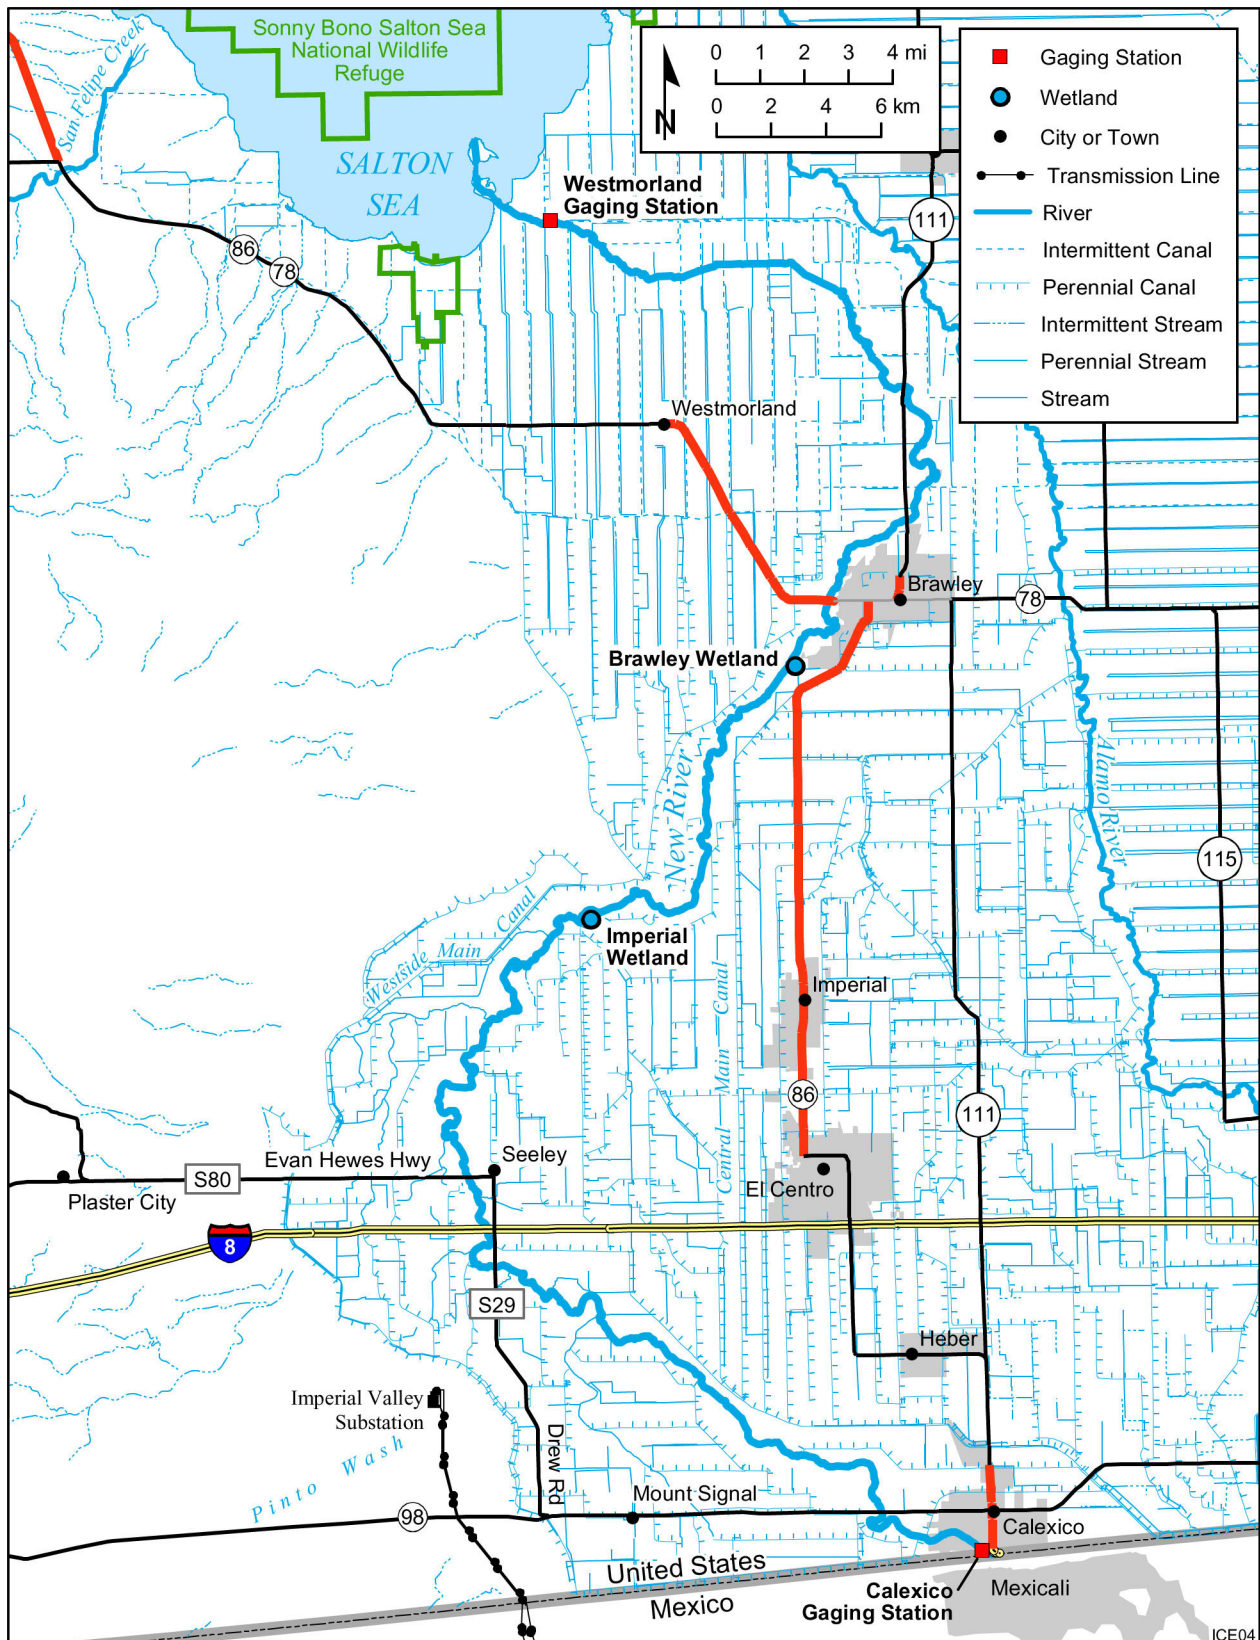 Sonny Bono Salton Sea
National Wildlife
Refuge
San Felipe Creek
0 1 2 3 4 mi
0 2 4 6 km
N
Gaging Station
Wetland
City or Town
Transmission Line
River
Intermittent Canal
Perennial Canal
Intermittent Stream
Perennial Stream
Stream
SALTON
SEA
Westmorland
Gaging Station
111
86
78
Westmorland
Brawley
78
Brawley Wetland
New River
Alamo River
115
Imperial
Wetland
Westside Main Canal
Central Main Canal
Imperial
86
111
Evan Hewes Hwy
Seeley
S80
Plaster City
El Centro
8
S29
Heber
Imperial Valley
Substation
Pinto Wash
Drew Rd
Mount Signal
98
Calexico
United States
Mexico
Calexico
Gaging Station
Mexicali
ICE04